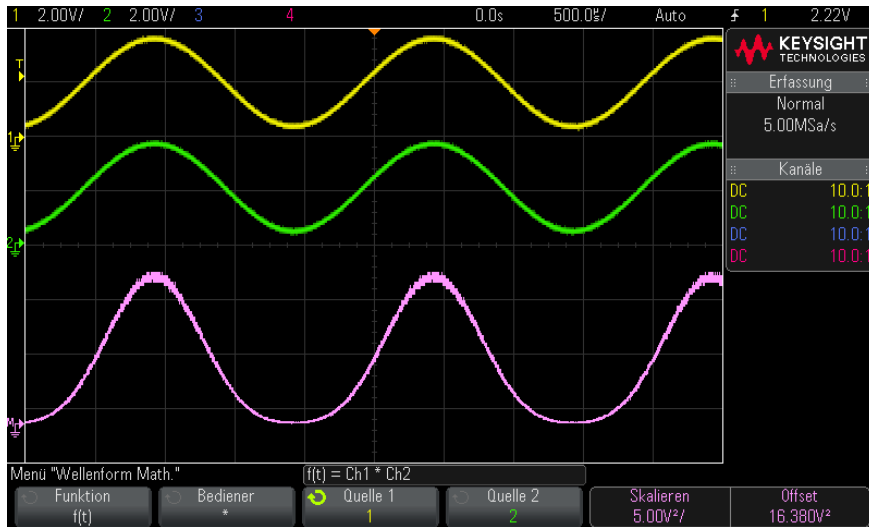 1 2.00V/ 2 2.00V/ 3 4 0.0s 500.0µs/ Auto 1 2.22V
KEYSIGHT
TECHNOLOGIES
Erfassung
Normal
5.00MSa/s
Kanäle
DC 10.0:1
DC 10.0:1
DC 10.0:1
DC 10.0:1
T
1
2
M
Menü "Wellenform Math."
f(t) = Ch1 * Ch2
Funktion
f(t)
Bediener
*
Quelle 1
1
Quelle 2
2
Skalieren
5.00V²/
Offset
16.380V²